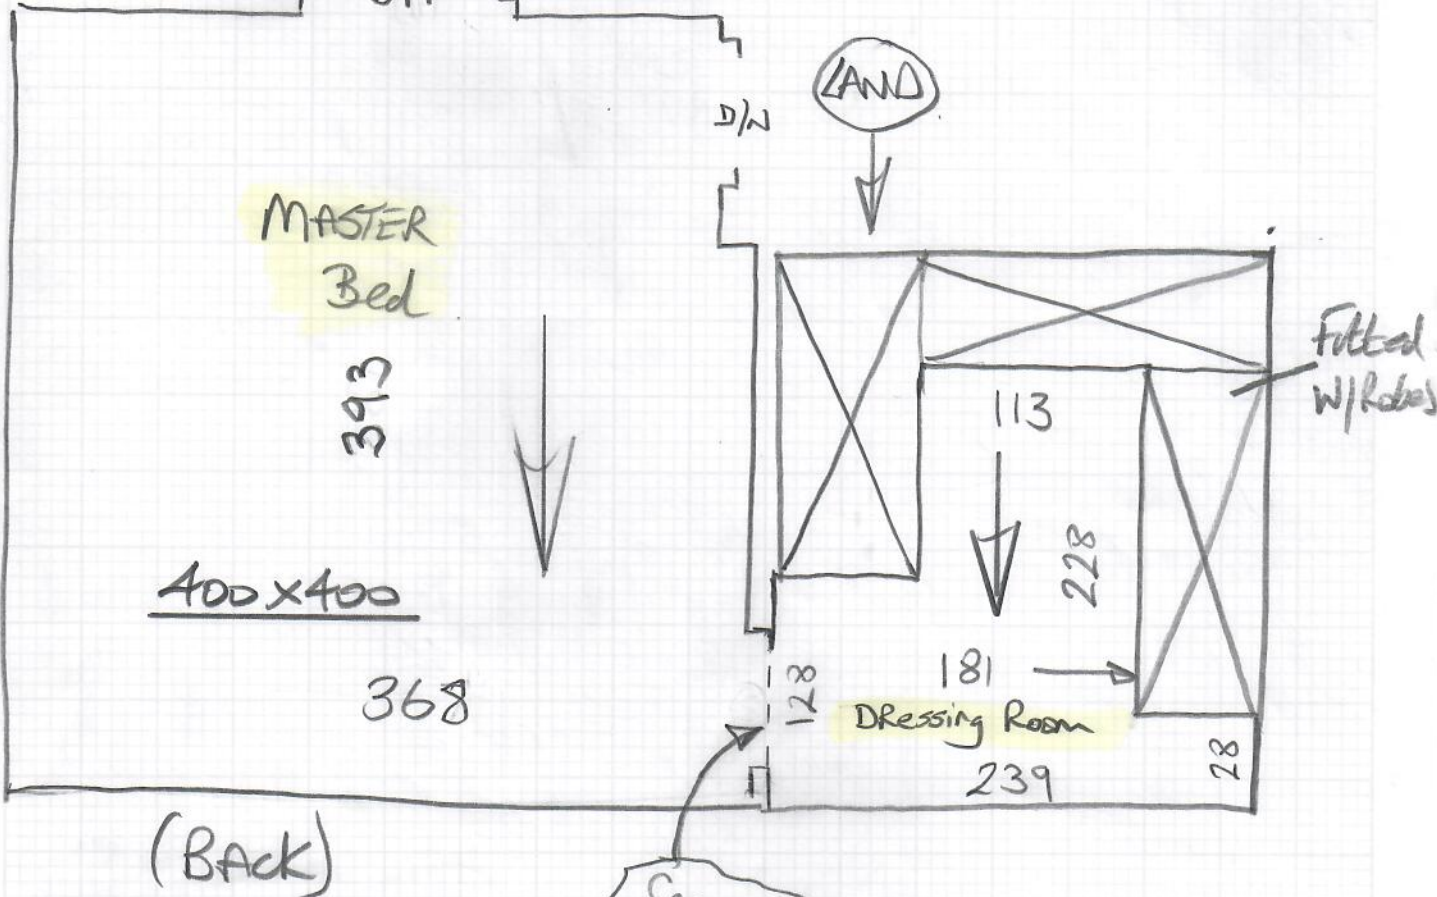 LAND
D/N
MASTER
Bed
393
400x400
368
(BACK)
Fitted
W/Robes
113
228
181
128
DRessing Room
239
28